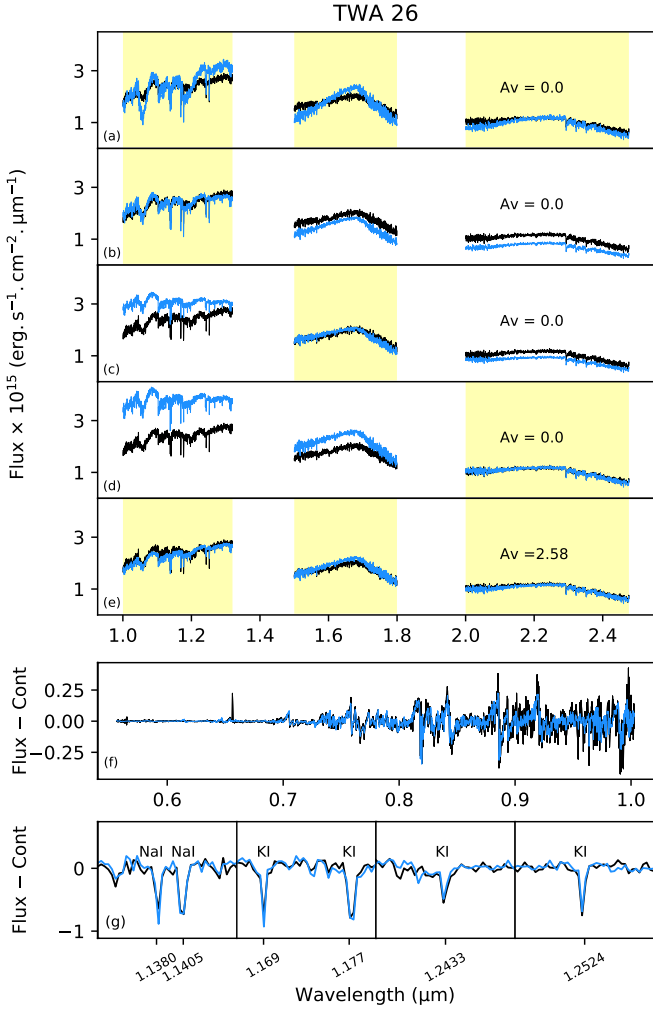 TWA 26
Flux × 10¹⁵ (erg. s⁻¹. cm⁻². μm⁻¹)
3
1
Av = 0.0
(a)
3
1
Av = 0.0
(b)
3
1
Av = 0.0
(c)
3
1
Av = 0.0
(d)
3
1
Av =2.58
(e)
1.0 1.2 1.4 1.6 1.8 2.0 2.2 2.4
Flux − Cont
0.25
0.00
−0.25
(f)
0.6 0.7 0.8 0.9 1.0
Flux − Cont
NaI NaI KI KI KI KI
0
−1
(g)
1.1380 1.1405 1.169 1.177 1.2433 1.2524
Wavelength (μm)